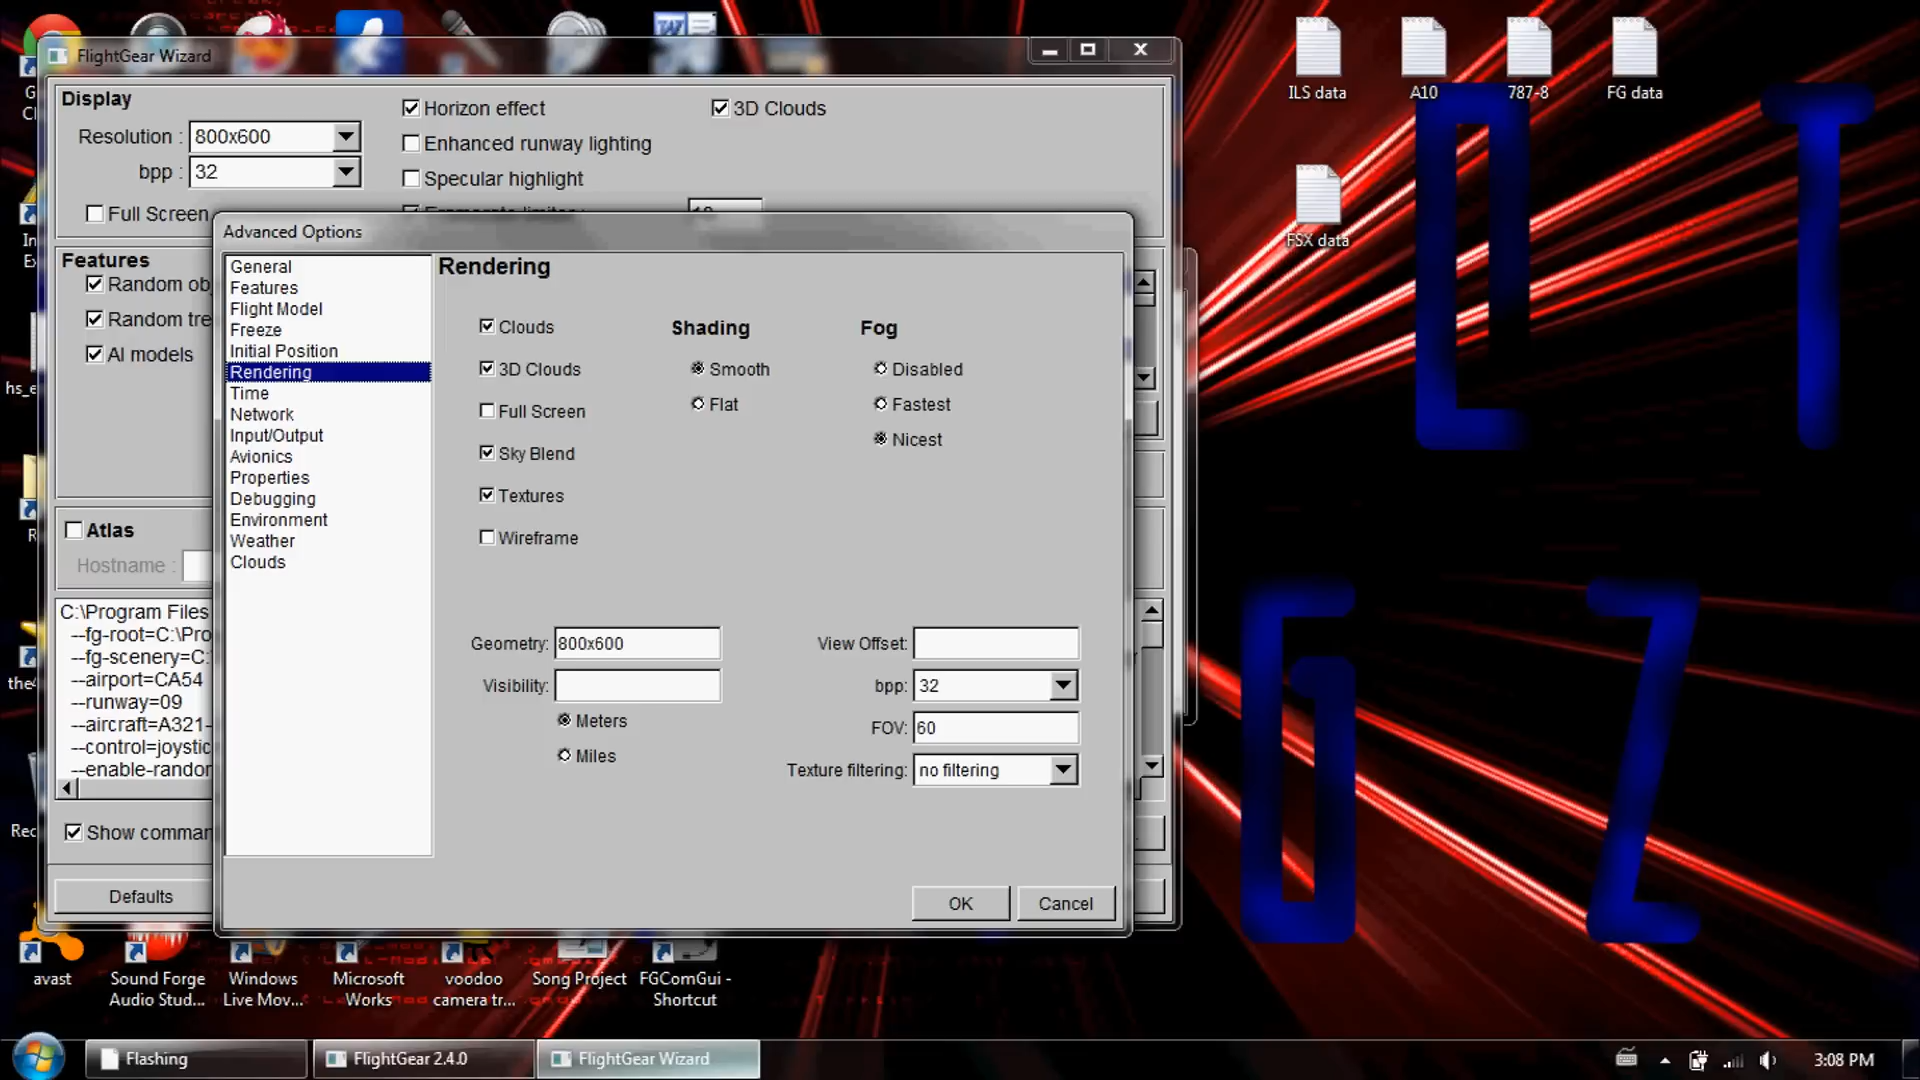 FlightGear Wizard
Display
Resolution : 800x600
bpp : 32
Full Screen
Horizon effect
Enhanced runway lighting
Specular highlight
3D Clouds
ILS data
A10
787-8
FG data
FSX data
Features
Random
Random
AI models
Atlas
Hostname :
C:\Program Files
--fg-root=C:\Pro
--fg-scenery=C:
--airport=CA54
--runway=09
--aircraft=A321-
--control=joystic
--enable-random
Show comman
Defaults
Advanced Options
General
Features
Flight Model
Freeze
Initial Position
Rendering
Time
Network
Input/Output
Avionics
Properties
Debugging
Environment
Weather
Clouds
Rendering
Clouds
3D Clouds
Full Screen
Sky Blend
Textures
Wireframe
Shading
Smooth
Flat
Fog
Disabled
Fastest
Nicest
Geometry: 800x600
Visibility:
Meters
Miles
View Offset:
bpp: 32
FOV: 60
Texture filtering: no filtering
OK
Cancel
avast
Sound Forge
Audio Stud...
Windows
Live Mov...
Microsoft
Works
voodoo
camera tr...
Song Project
FGComGui -
Shortcut
Flashing
FlightGear 2.4.0
FlightGear Wizard
3:08 PM